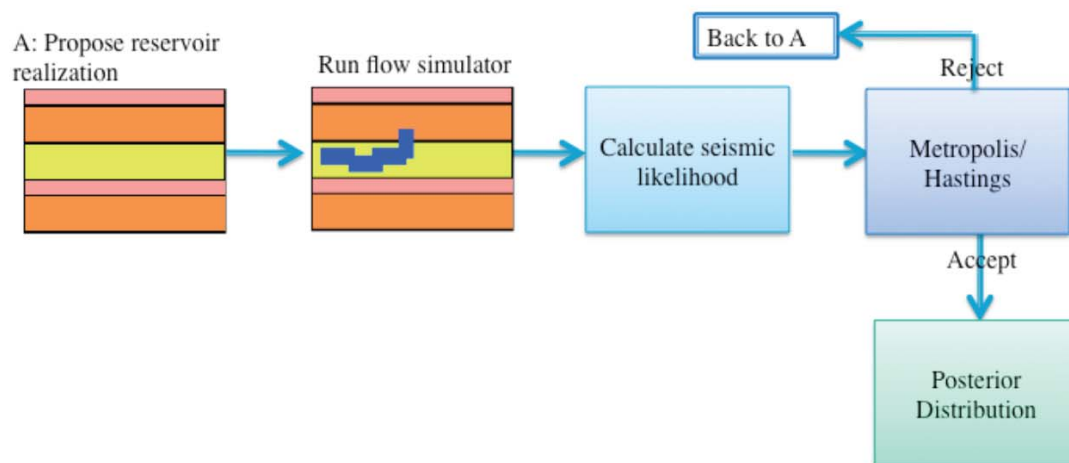 A: Propose reservoir
realization
Run flow simulator
Calculate seismic
likelihood
Back to A
Reject
Metropolis/
Hastings
Accept
Posterior
Distribution